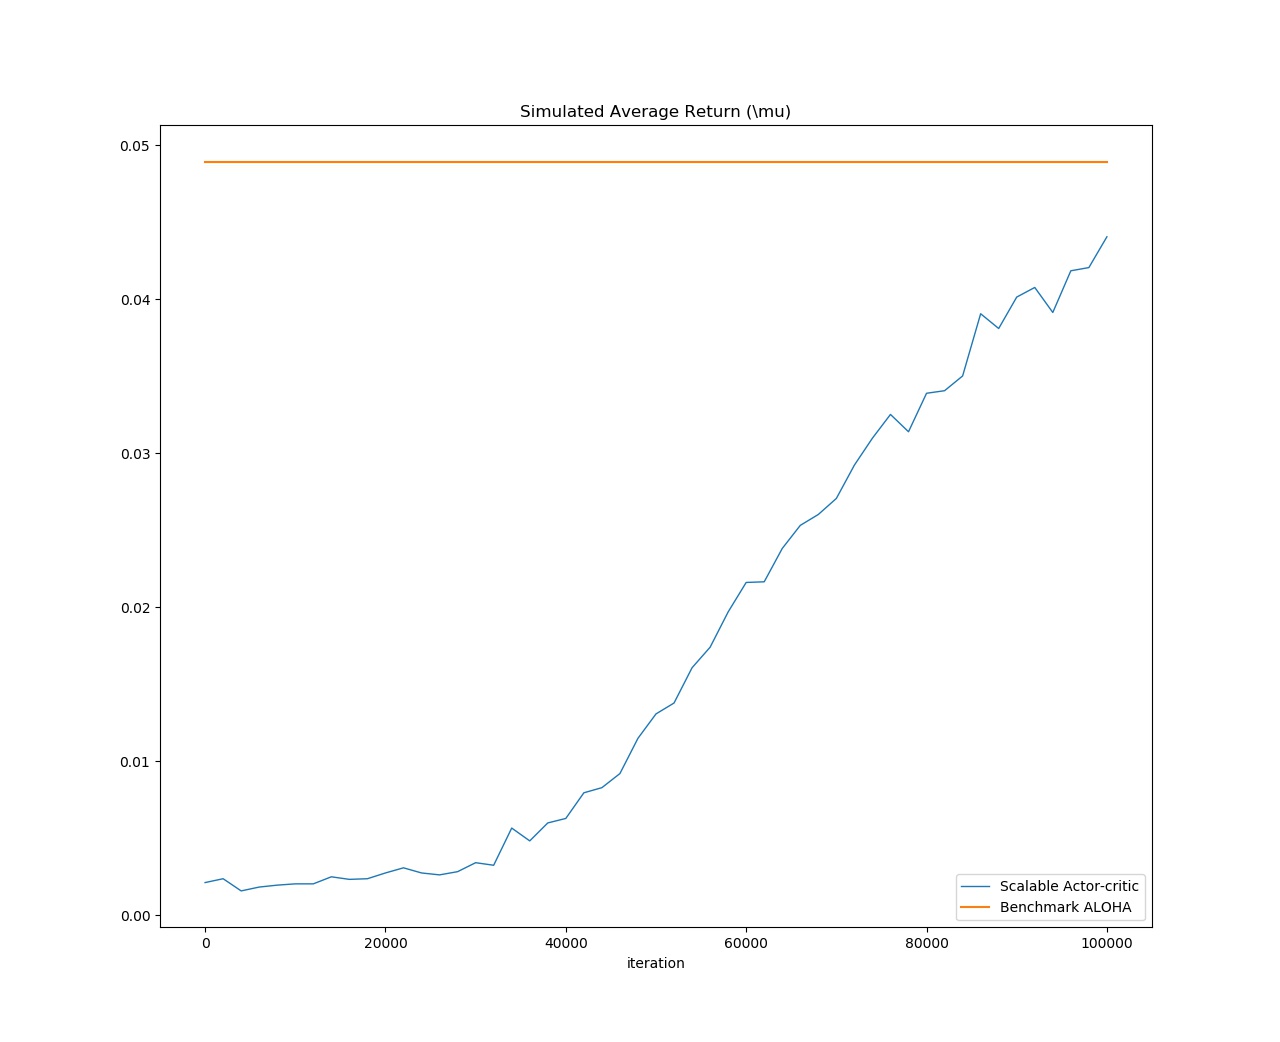 Simulated Average Return (\mu)
0.05
0.04
0.03
0.02
0.01
0.00
0 20000 40000 60000 80000 100000
iteration
Scalable Actor-critic
Benchmark ALOHA